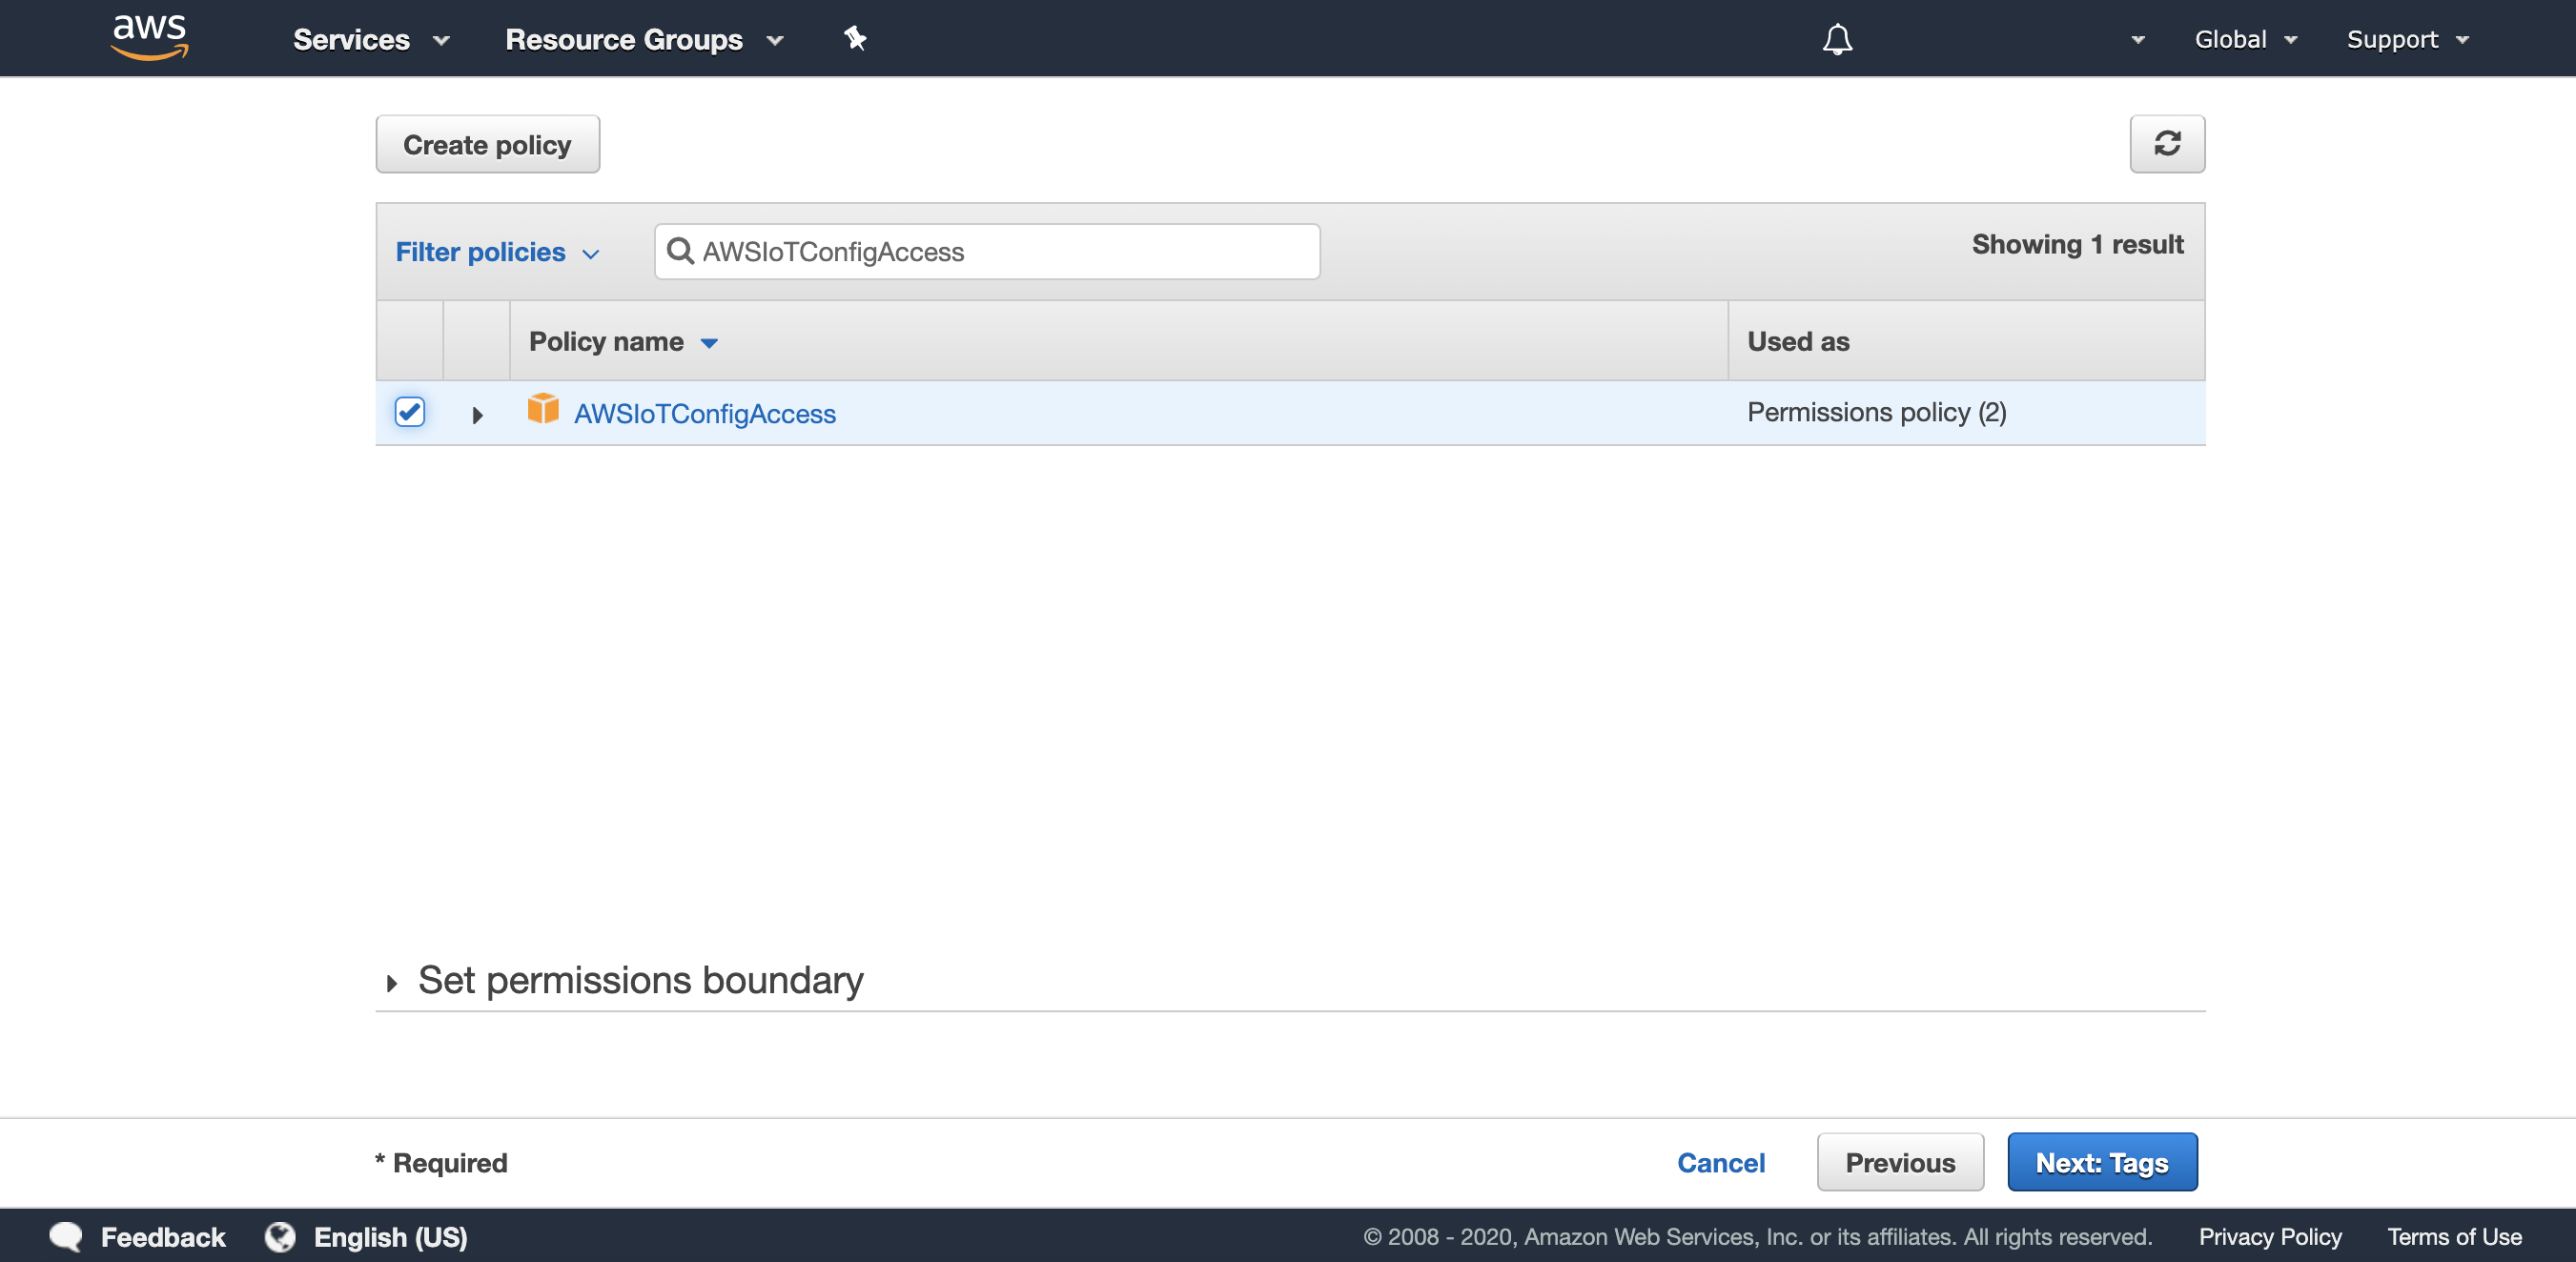 aws Services Resource Groups Global Support
Create policy
Filter policies AWSIoTConfigAccess Showing 1 result
Policy name Used as
AWSIoTConfigAccess Permissions policy (2)
Set permissions boundary
* Required Cancel Previous Next: Tags
Feedback English (US) © 2008 - 2020, Amazon Web Services, Inc. or its affiliates. All rights reserved. Privacy Policy Terms of Use